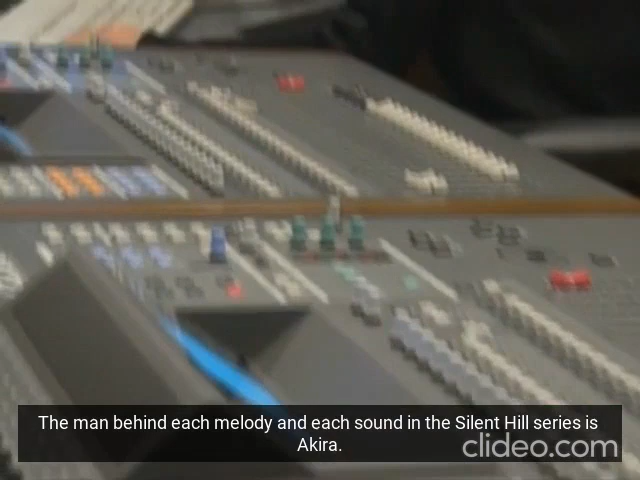 The man behind each melody and each sound in the Silent Hill series is
Akira.
clideo.com